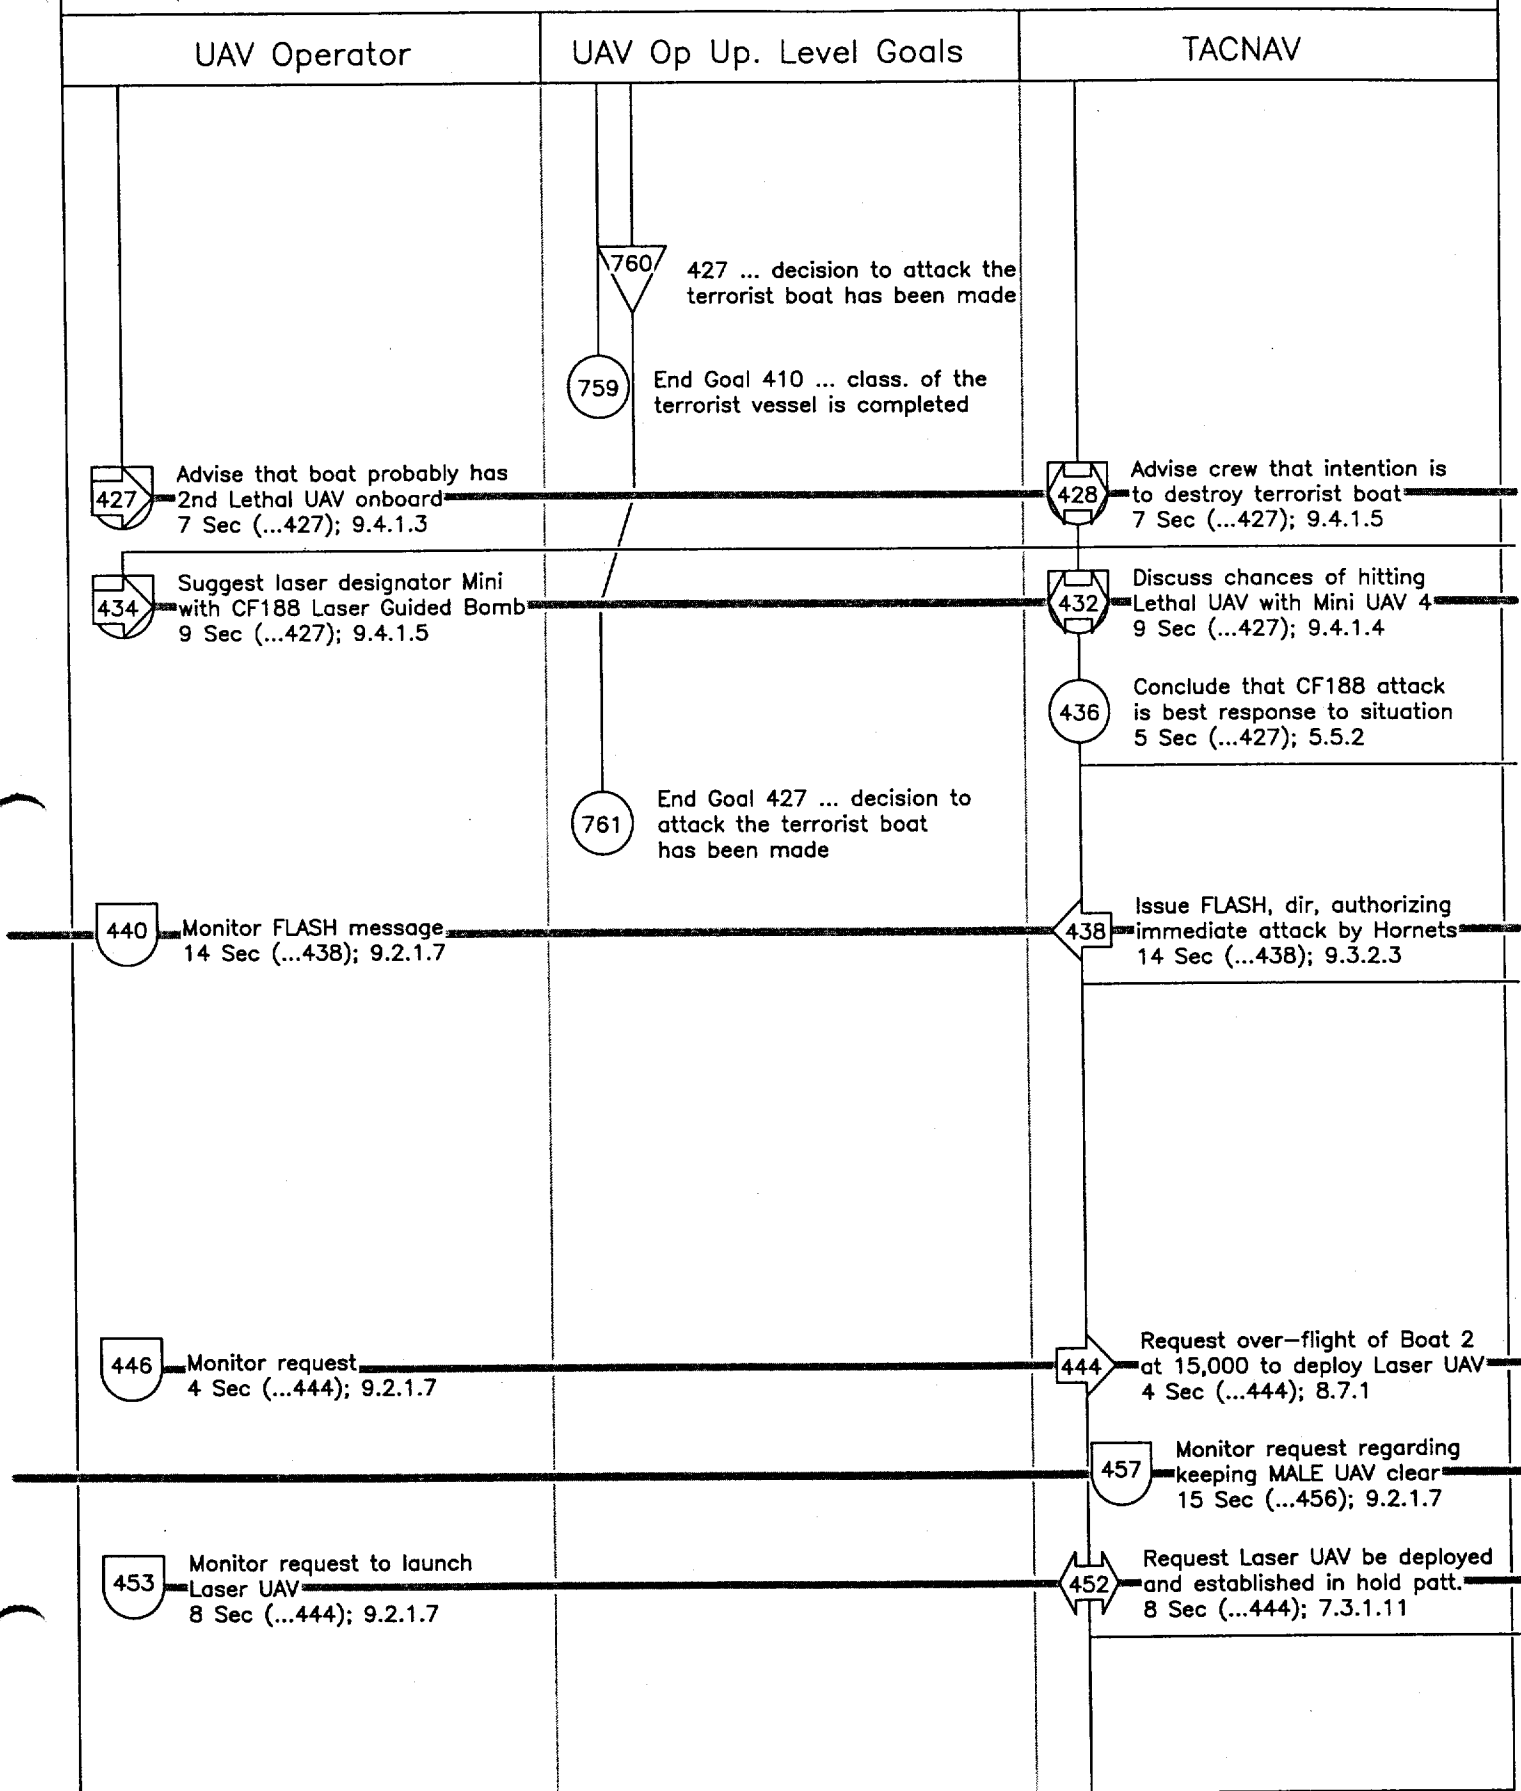 UAV Operator
UAV Op Up. Level Goals
TACNAV
760
427 ... decision to attack the
terrorist boat has been made
759
End Goal 410 ... class. of the
terrorist vessel is completed
427
Advise that boat probably has
2nd Lethal UAV onboard
7 Sec (...427); 9.4.1.3
428
Advise crew that intention is
to destroy terrorist boat
7 Sec (...427); 9.4.1.5
434
Suggest laser designator Mini
with CF188 Laser Guided Bomb
9 Sec (...427); 9.4.1.5
432
Discuss chances of hitting
Lethal UAV with Mini UAV 4
9 Sec (...427); 9.4.1.4
436
Conclude that CF188 attack
is best response to situation
5 Sec (...427); 5.5.2
761
End Goal 427 ... decision to
attack the terrorist boat
has been made
440
Monitor FLASH message
14 Sec (...438); 9.2.1.7
438
Issue FLASH, dir, authorizing
immediate attack by Hornets
14 Sec (...438); 9.3.2.3
446
Monitor request
4 Sec (...444); 9.2.1.7
444
Request over-flight of Boat 2
at 15,000 to deploy Laser UAV
4 Sec (...444); 8.7.1
457
Monitor request regarding
keeping MALE UAV clear
15 Sec (...456); 9.2.1.7
453
Monitor request to launch
Laser UAV
8 Sec (...444); 9.2.1.7
452
Request Laser UAV be deployed
and established in hold patt.
8 Sec (...444); 7.3.1.11